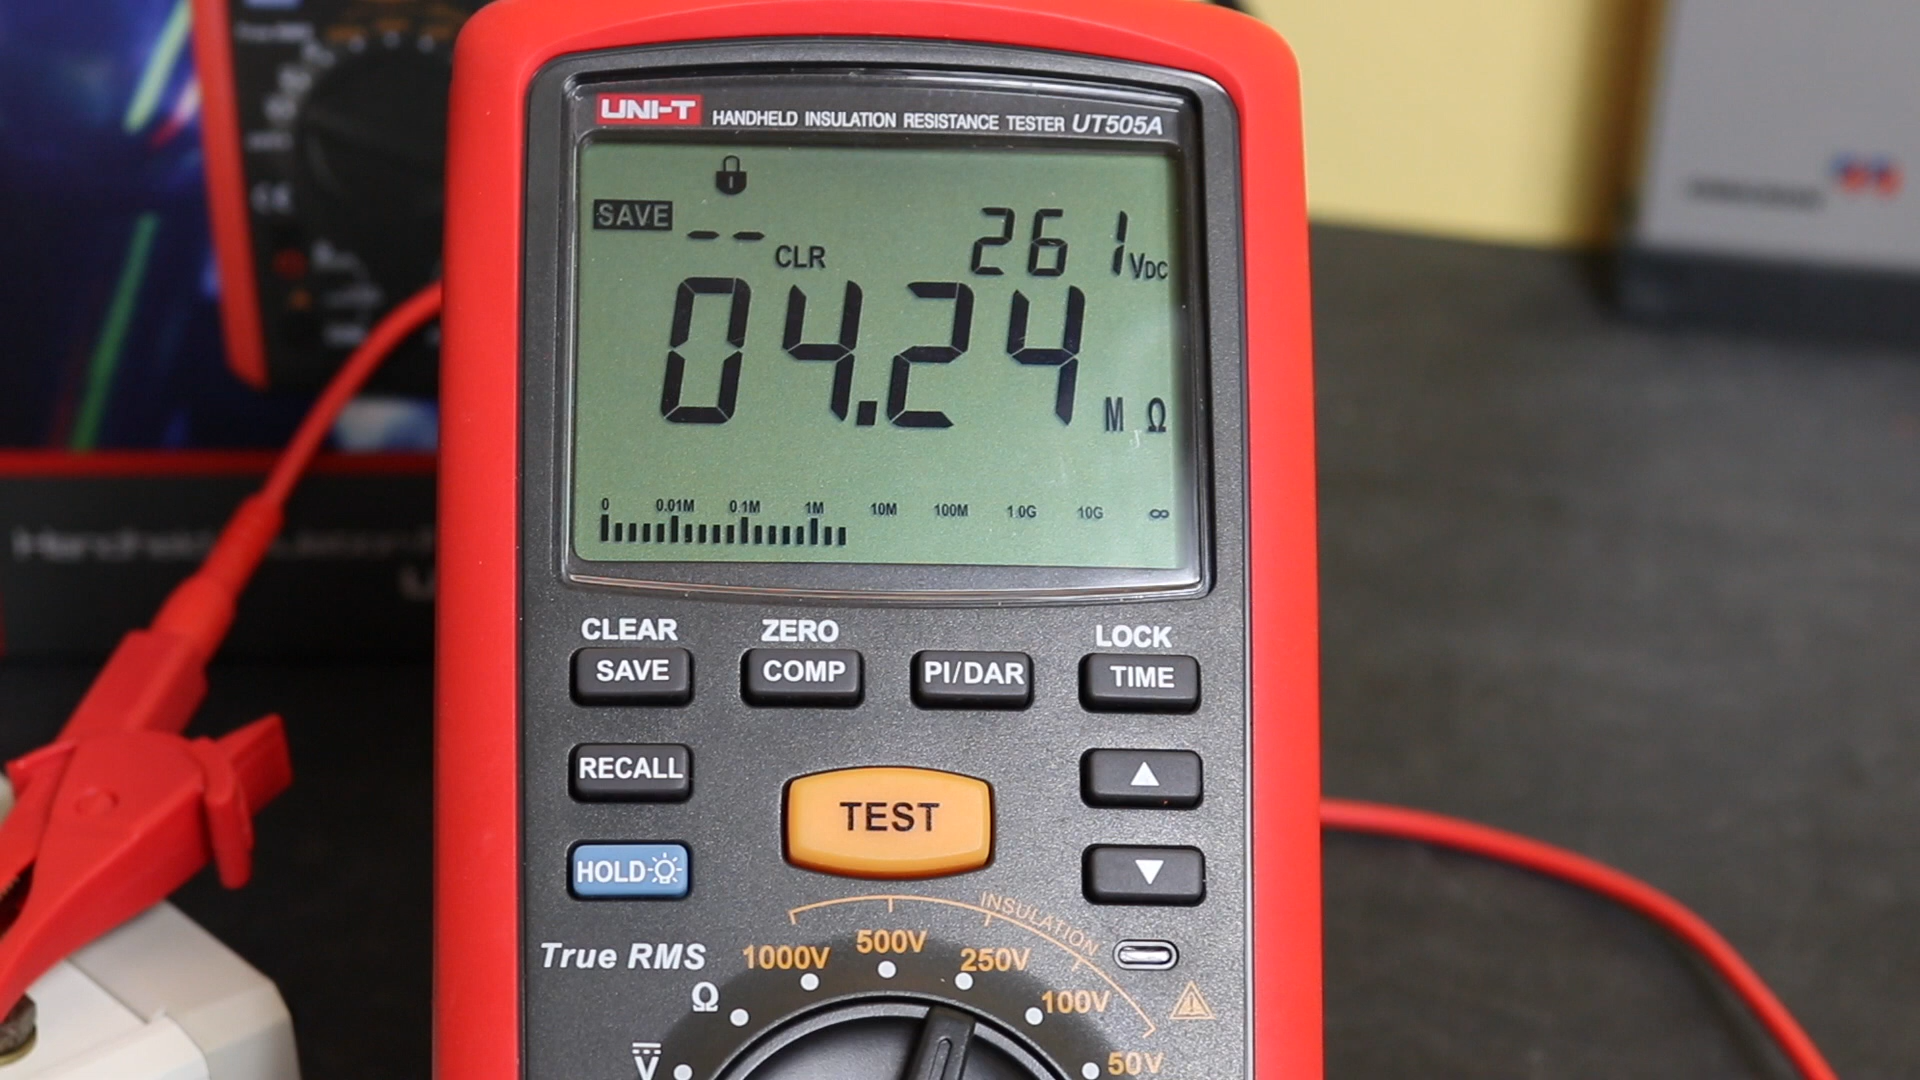 UNI-T HANDHELD INSULATION RESISTANCE TESTER UT505A
SAVE -- CLR 261 VDC
04.24 M Ω
0 0.01M 0.1M 1M 10M 100M 1.0G 10G ∞
CLEAR ZERO LOCK
SAVE COMP PI/DAR TIME
RECALL ▲
TEST
HOLD ▼
INSULATION
True RMS 1000V 500V 250V
Ω 100V
V 50V